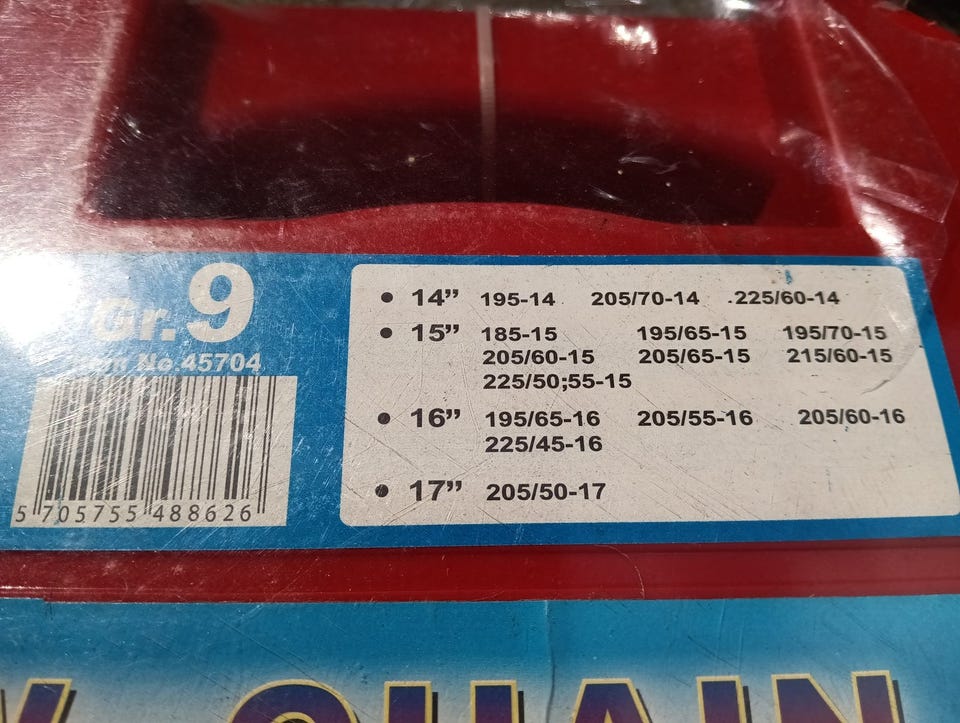 Gr.9
No.45704
5 705755 488626
• 14” 195-14 205/70-14 225/60-14
• 15” 185-15 195/65-15 195/70-15
205/60-15 205/65-15 215/60-15
225/50;55-15
• 16” 195/65-16 205/55-16 205/60-16
225/45-16
• 17” 205/50-17
CHAIN